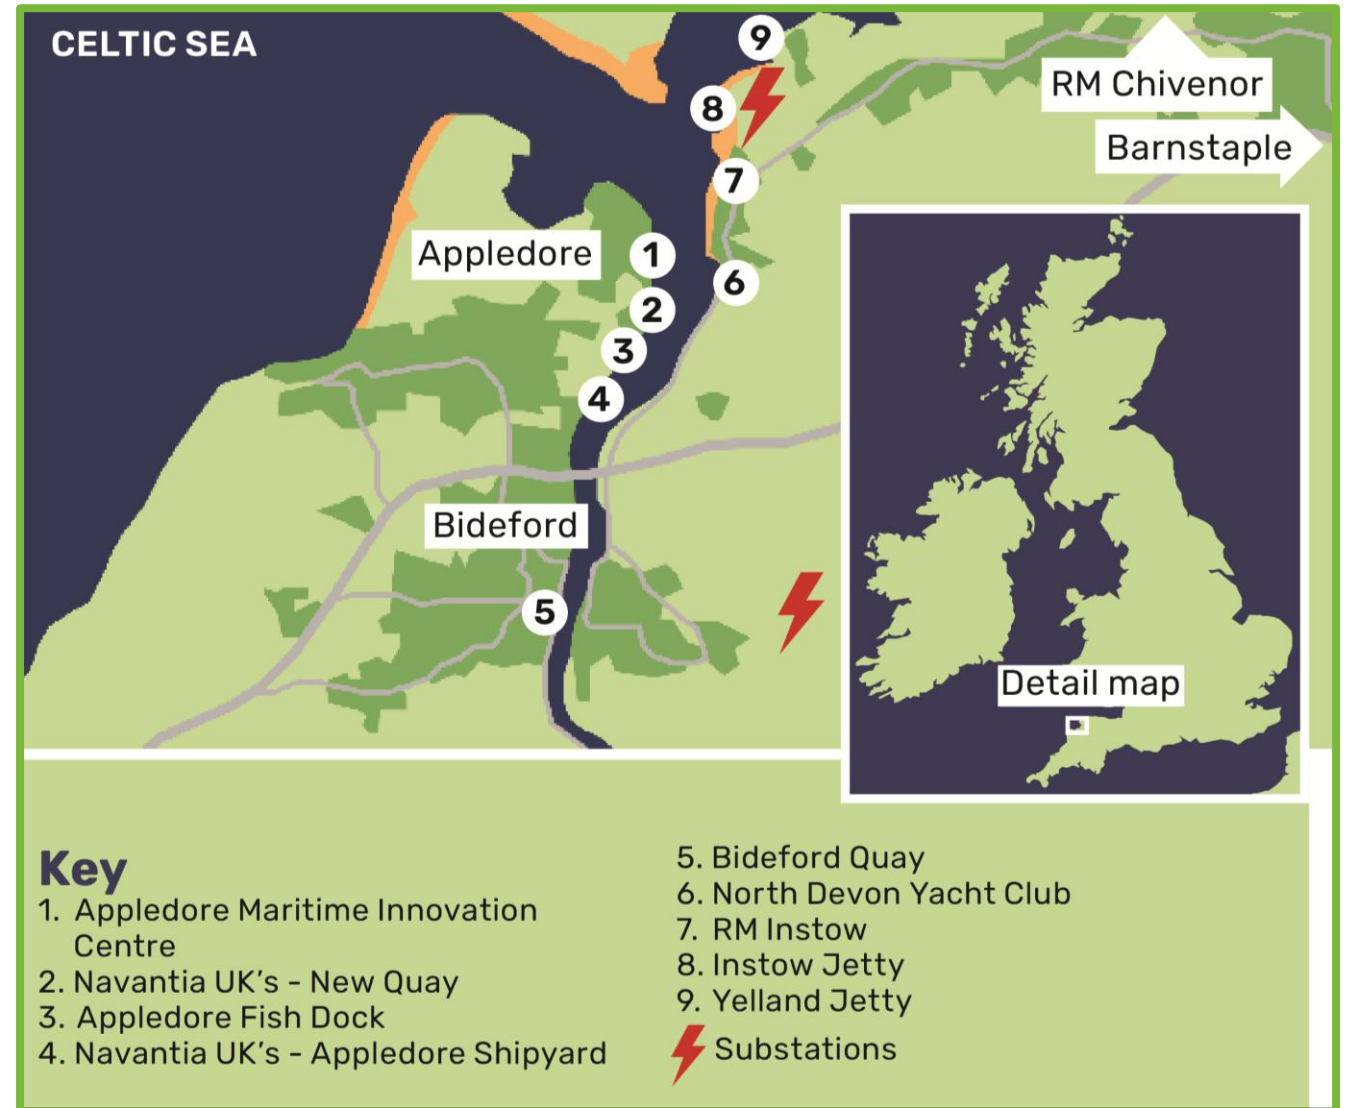 CELTIC SEA
9
RM Chivenor
8
Barnstaple
7
Appledore
1
6
2
3
4
Bideford
5
Detail map
Key
1. Appledore Maritime Innovation
Centre
2. Navantia UK's - New Quay
3. Appledore Fish Dock
4. Navantia UK's - Appledore Shipyard
5. Bideford Quay
6. North Devon Yacht Club
7. RM Instow
8. Instow Jetty
9. Yelland Jetty
Substations